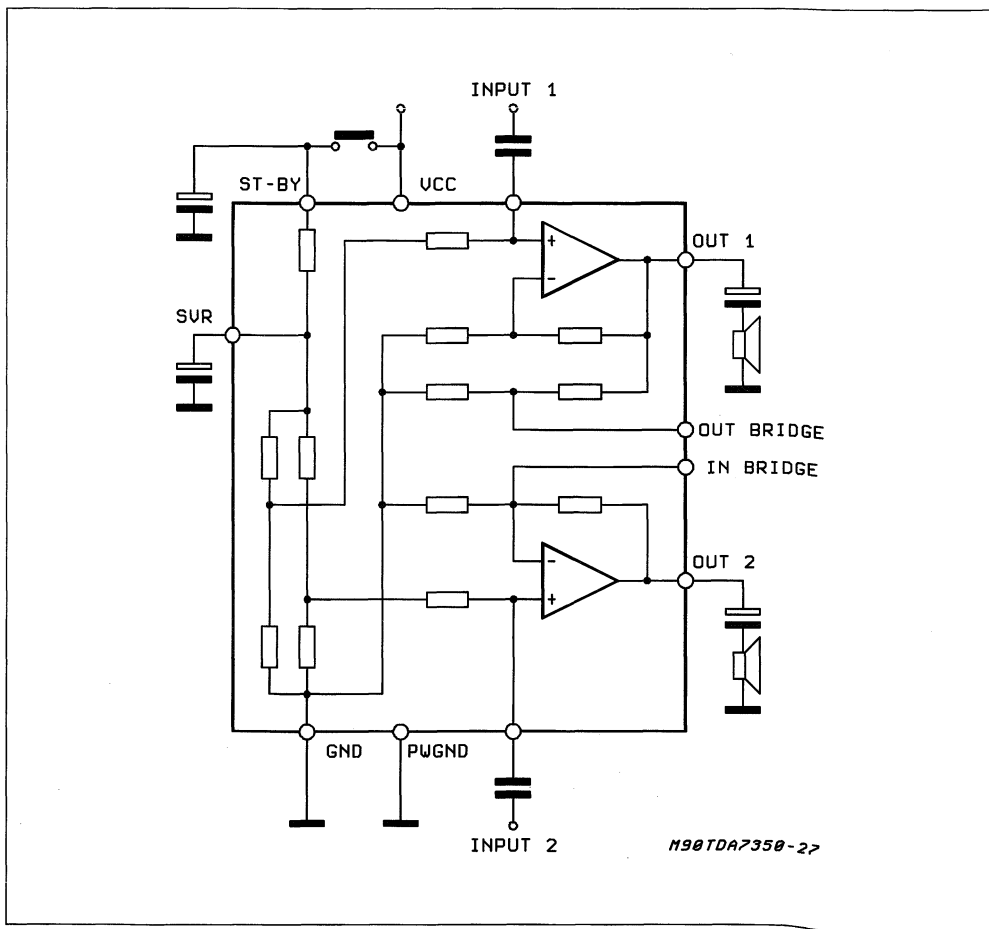 INPUT 1
ST-BY
VCC
+
OUT 1
-
SVR
OUT BRIDGE
IN BRIDGE
-
OUT 2
+
GND
PWGND
INPUT 2
M90TDA7350-27